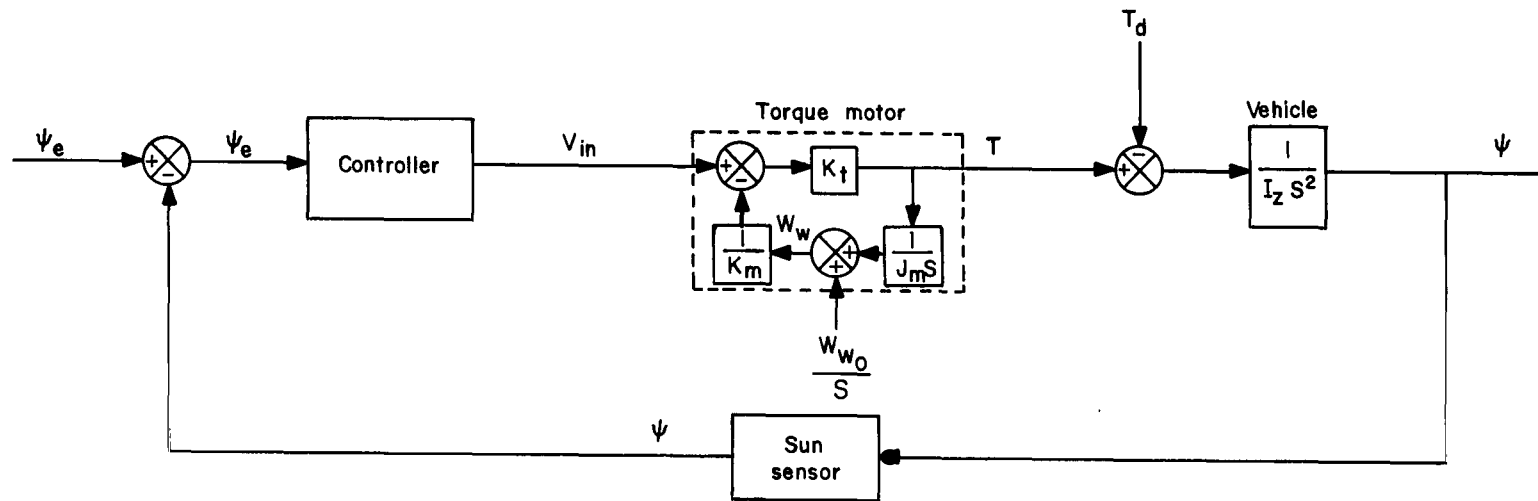 T_d
Torque motor
Vehicle
ψ_e
+
−
ψ_e
Controller
V_in
+
−
K_t
T
+
−
1
I_z S²
ψ
1
K_m
W_w
+
+
1
J_m S
W_w₀
S
ψ
Sun
sensor